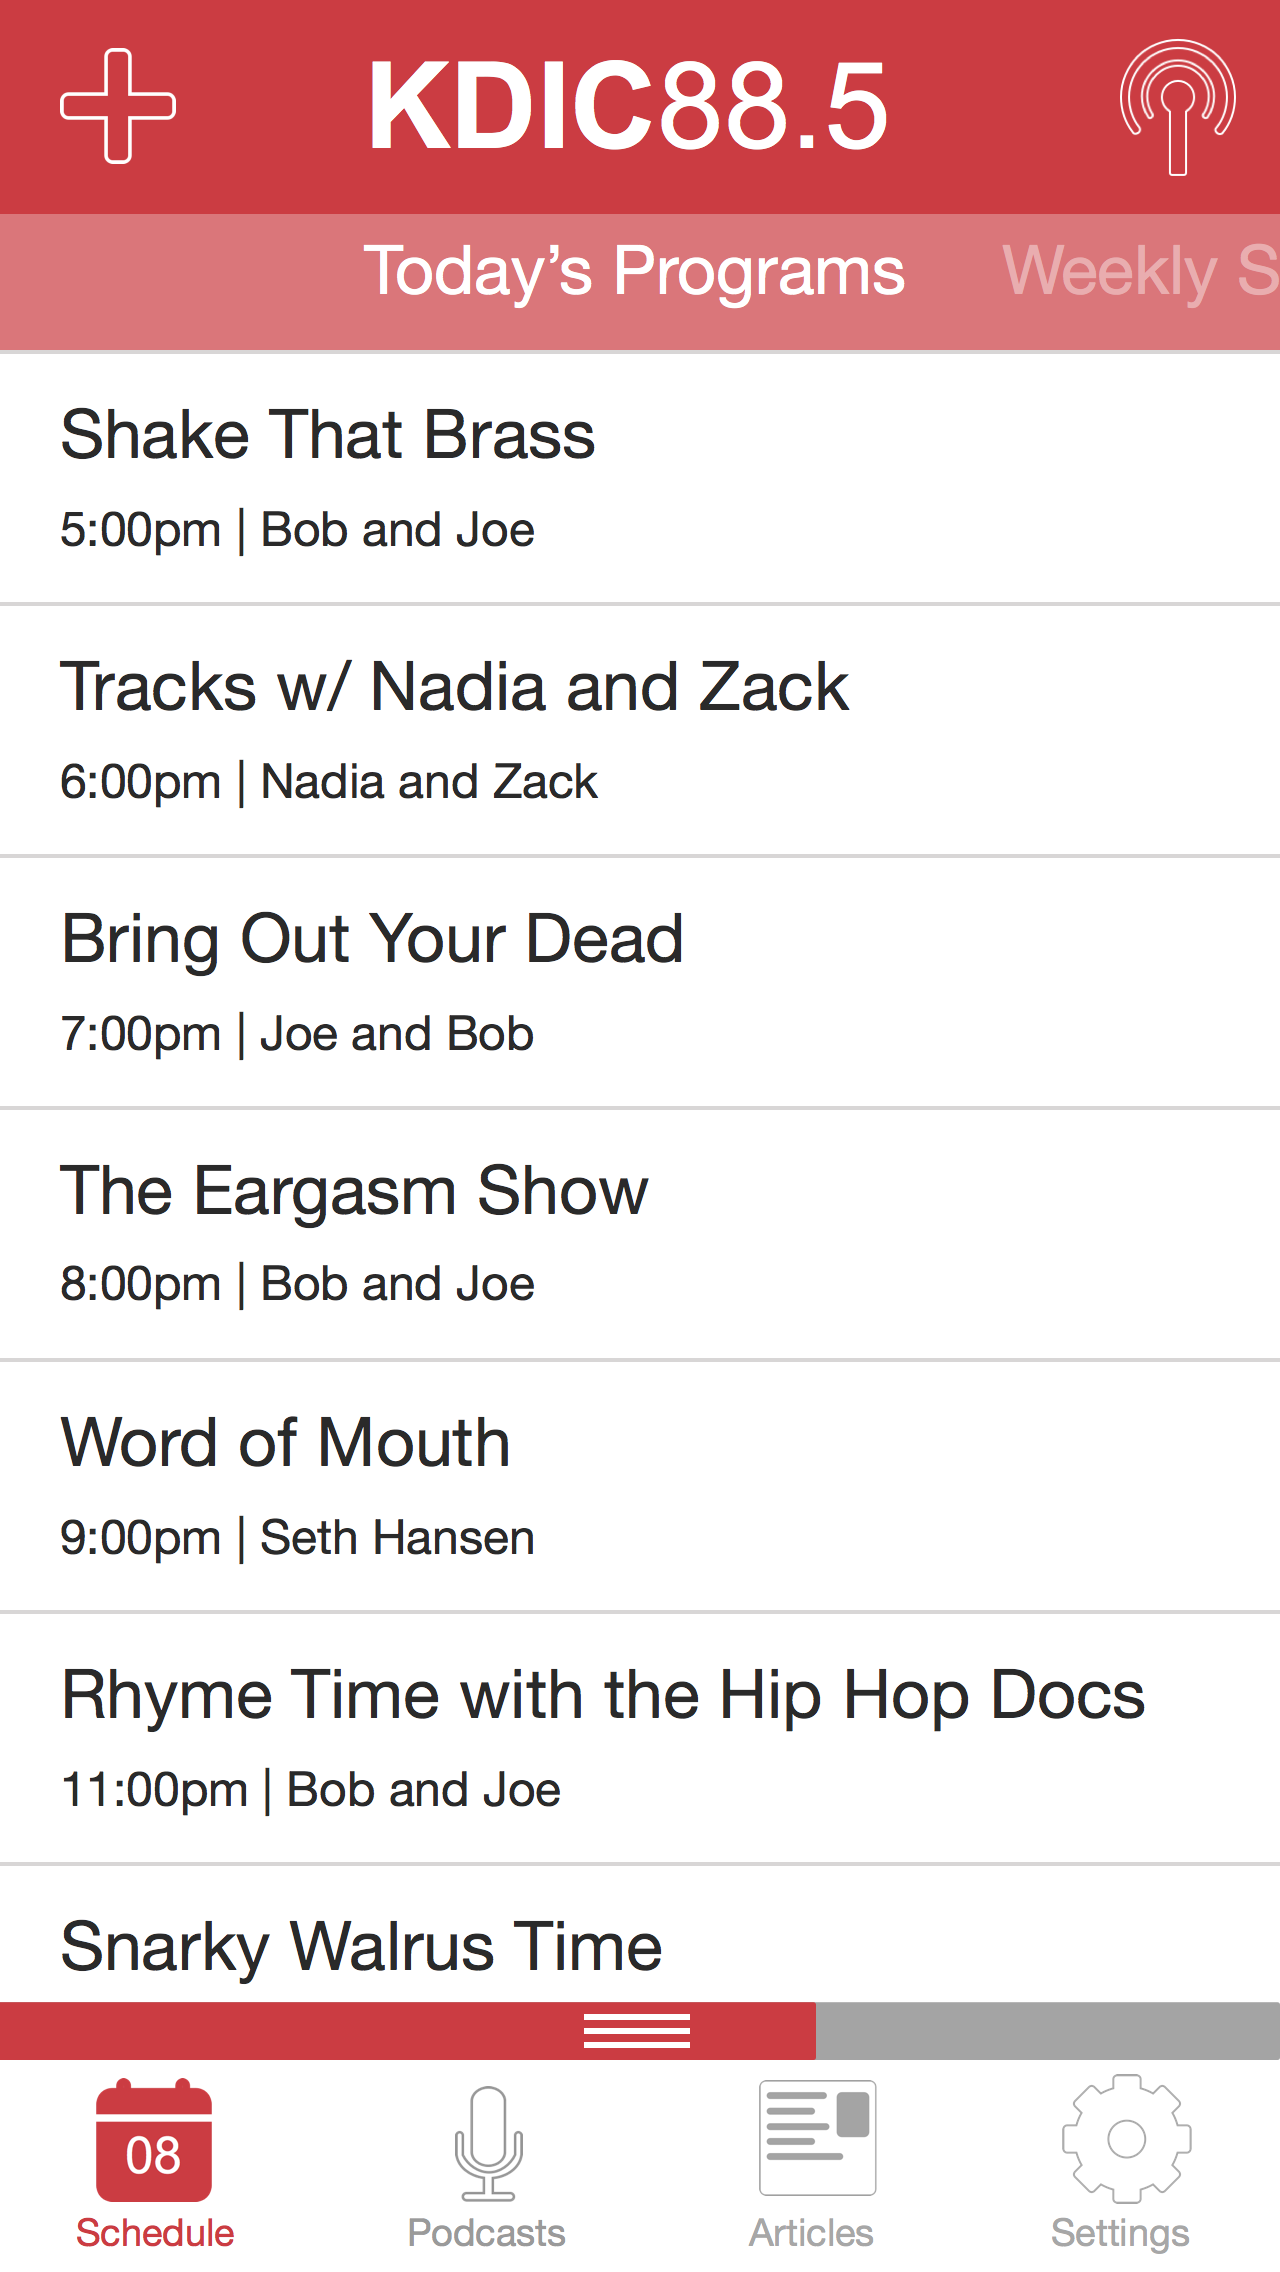 KDIC88.5
Today’s Programs Weekly S
Shake That Brass
5:00pm | Bob and Joe
Tracks w/ Nadia and Zack
6:00pm | Nadia and Zack
Bring Out Your Dead
7:00pm | Joe and Bob
The Eargasm Show
8:00pm | Bob and Joe
Word of Mouth
9:00pm | Seth Hansen
Rhyme Time with the Hip Hop Docs
11:00pm | Bob and Joe
Snarky Walrus Time
08
Schedule Podcasts Articles Settings